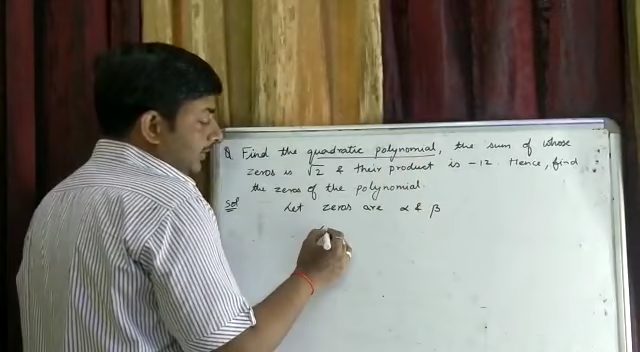 Q Find the quadratic polynomial, the sum of whose
zeros is √2 & their product is -12. Hence, find
the zeros of the polynomial.
Sol Let zeros are α & β